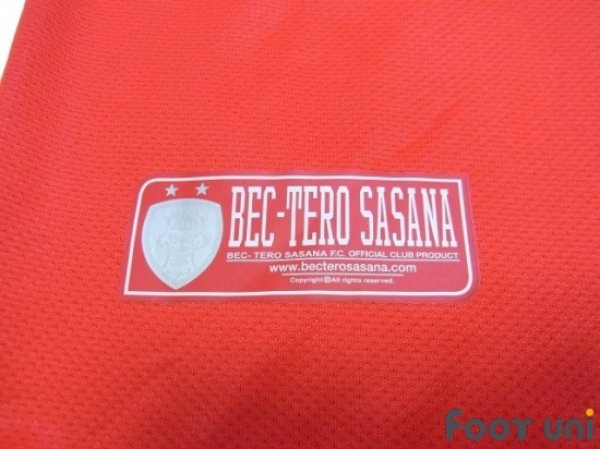 BEC-TERO SASANA
BEC- TERO SASANA F.C. OFFICIAL CLUB PRODUCT
www.becterosasana.com
Copyright © All rights reserved.
Foot uni